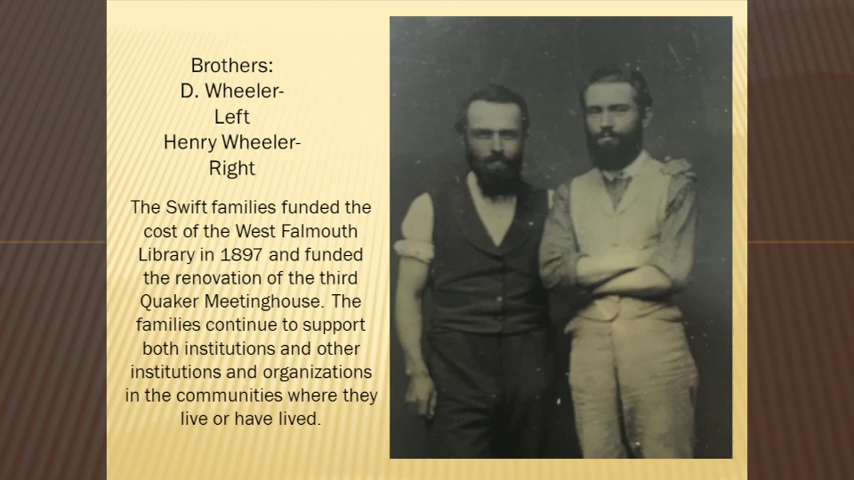 Brothers:
D. Wheeler-
Left
Henry Wheeler-
Right
The Swift families funded the
cost of the West Falmouth
Library in 1897 and funded
the renovation of the third
Quaker Meetinghouse. The
families continue to support
both institutions and other
institutions and organizations
in the communities where they
live or have lived.